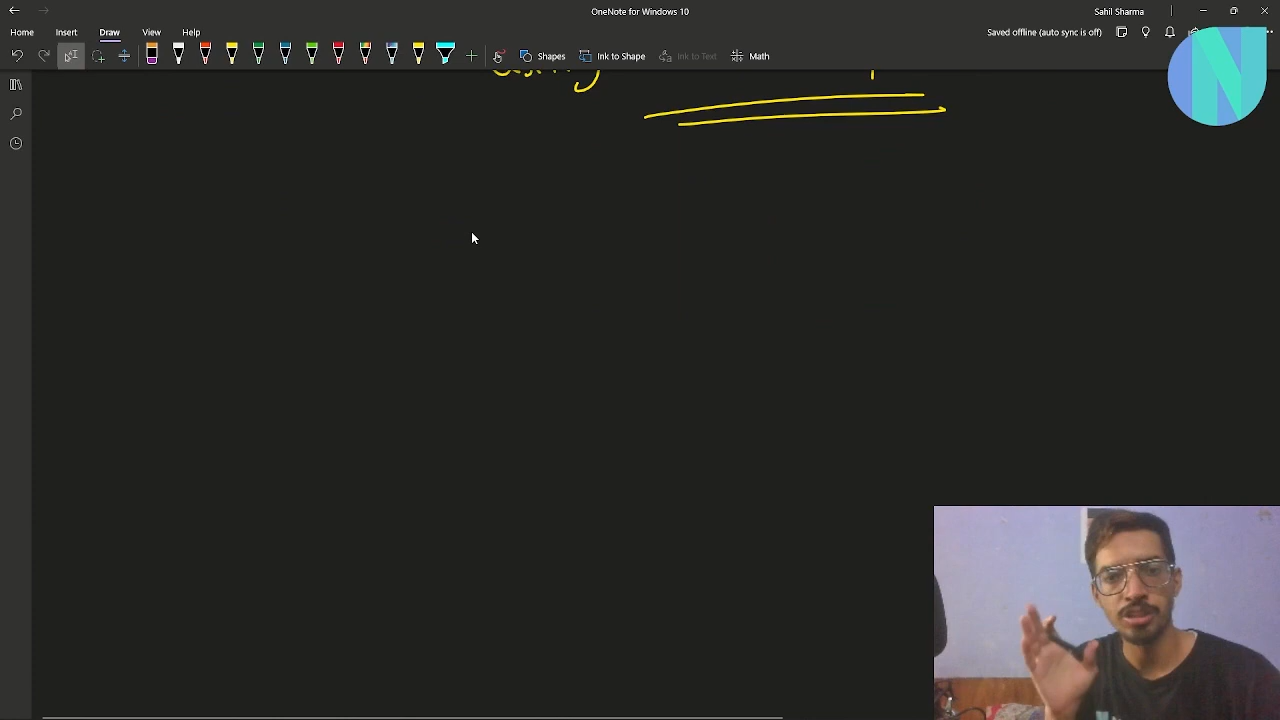 OneNote for Windows 10
Sahil Sharma
Home Insert Draw View Help
Saved offline (auto sync is off)
Shapes Ink to Shape Ink to Text Math
N